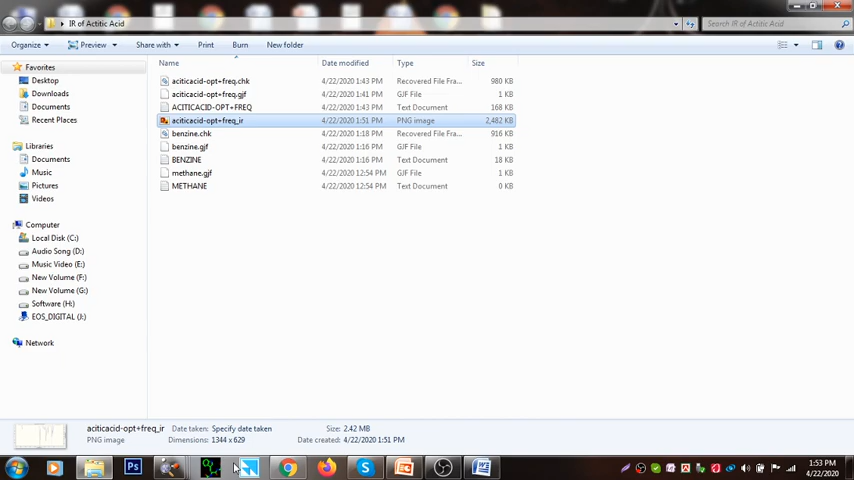 IR of Actitic Acid
Search IR of Actitic Acid
Organize Preview Share with Print Burn New folder
Name Date modified Type Size
Favorites
Desktop
Downloads
Documents
Recent Places
Libraries
Documents
Music
Pictures
Videos
Computer
Local Disk (C:)
Audio Song (D:)
Music Video (E:)
New Volume (F:)
New Volume (G:)
Software (H:)
EOS_DIGITAL (J:)
Network
aciticacid-opt+freq.chk 4/22/2020 1:43 PM Recovered File Fra... 980 KB
aciticacid-opt+freq.gjf 4/22/2020 1:41 PM GJF File 1 KB
ACITICACID-OPT+FREQ 4/22/2020 1:43 PM Text Document 168 KB
aciticacid-opt+freq_ir 4/22/2020 1:51 PM PNG image 2,482 KB
benzine.chk 4/22/2020 1:16 PM Recovered File Fra... 916 KB
benzine.gjf 4/22/2020 1:16 PM GJF File 1 KB
BENZINE 4/22/2020 1:16 PM Text Document 18 KB
methane.gjf 4/22/2020 12:54 PM GJF File 1 KB
METHANE 4/22/2020 12:54 PM Text Document 0 KB
aciticacid-opt+freq_ir Date taken: Specify date taken Size: 2.42 MB
PNG image Dimensions: 1344 x 629 Date created: 4/22/2020 1:51 PM
Ps
1:53 PM
4/22/2020